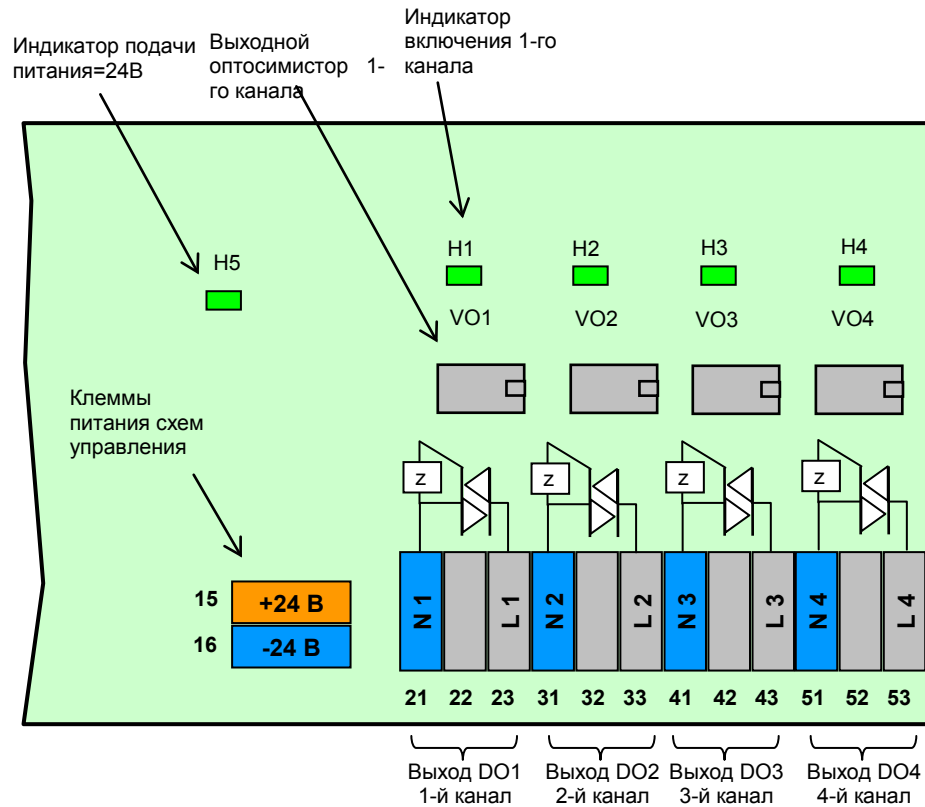 Индикатор подачи
питания=24В
Выходной
оптосимистор 1-
го канала
Индикатор
включения 1-го
канала
H5
H1
H2
H3
H4
VO1
VO2
VO3
VO4
Клеммы
питания схем
управления
z
z
z
z
15
+24 В
16
-24 В
N 1
L 1
N 2
L 2
N 3
L 3
N 4
L 4
21 22 23 31 32 33 41 42 43 51 52 53
Выход DO1
1-й канал
Выход DO2
2-й канал
Выход DO3
3-й канал
Выход DO4
4-й канал